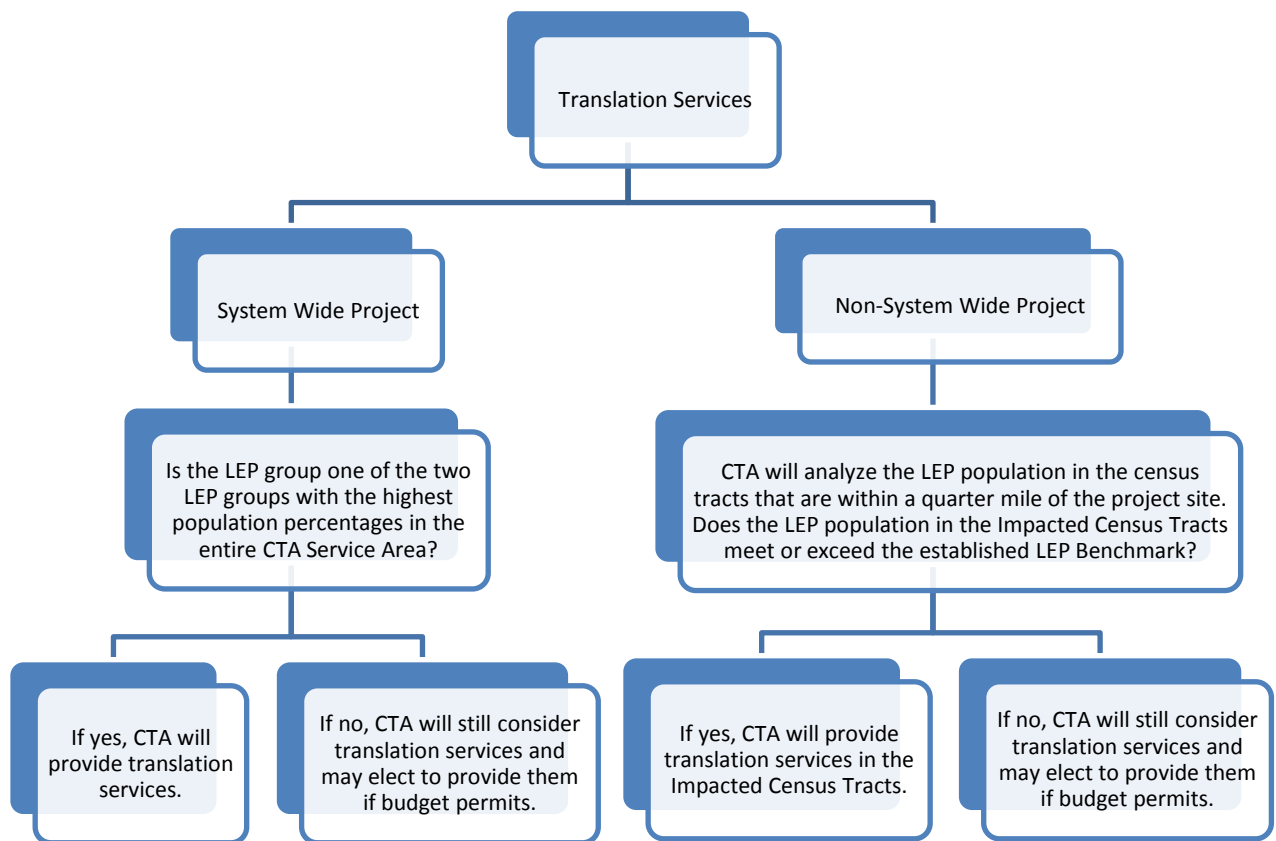 Translation Services
System Wide Project
Non-System Wide Project
Is the LEP group one of the two
LEP groups with the highest
population percentages in the
entire CTA Service Area?
CTA will analyze the LEP population in the census
tracts that are within a quarter mile of the project site.
Does the LEP population in the Impacted Census Tracts
meet or exceed the established LEP Benchmark?
If yes, CTA will
provide translation
services.
If no, CTA will still consider
translation services and
may elect to provide them
if budget permits.
If yes, CTA will provide
translation services in the
Impacted Census Tracts.
If no, CTA will still consider
translation services and
may elect to provide them
if budget permits.